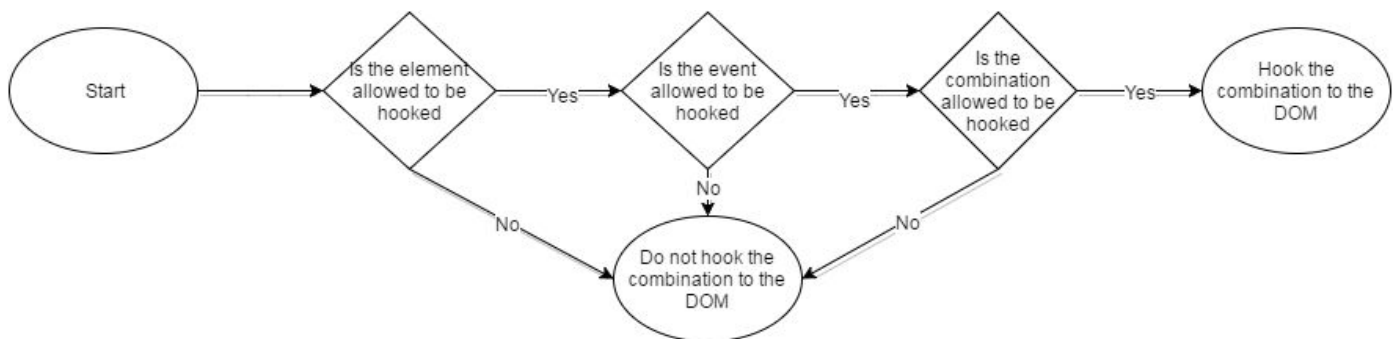 Start
Is the element
allowed to be
hooked
Yes
Is the event
allowed to be
hooked
Yes
Is the
combination
allowed to be
hooked
Yes
Hook the
combination to the
DOM
No
No
No
Do not hook the
combination to the
DOM